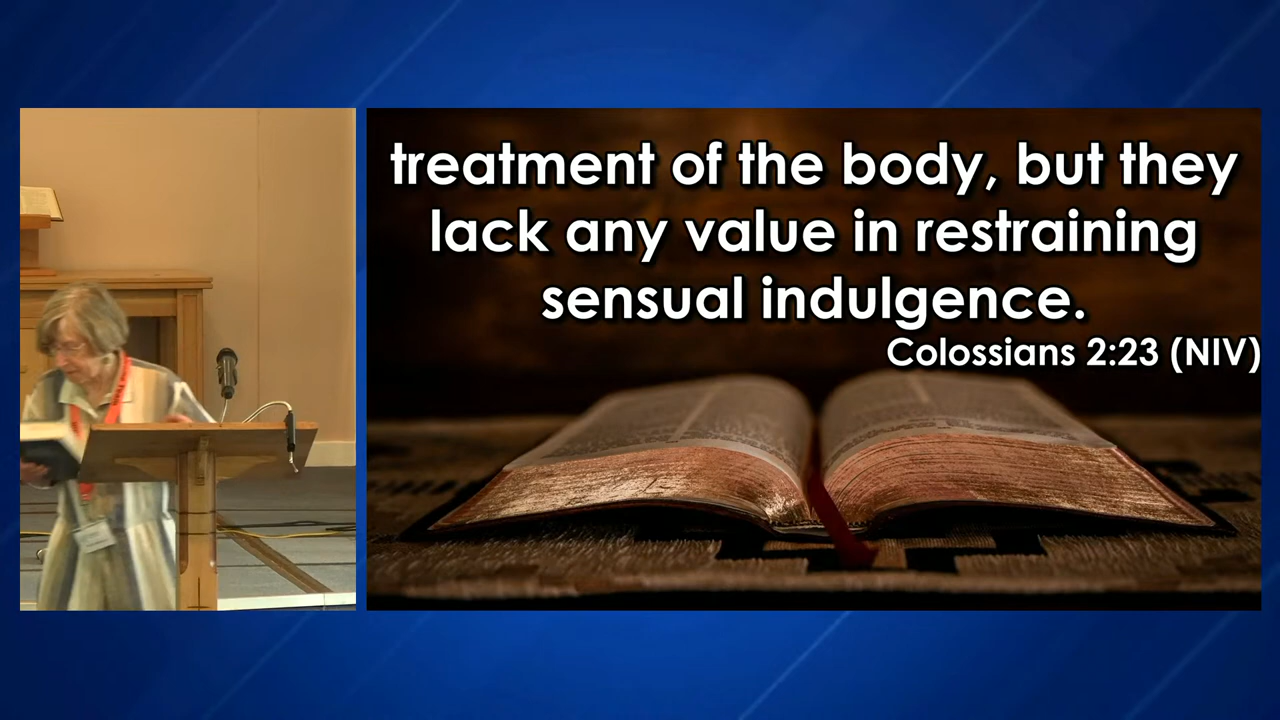 treatment of the body, but they
lack any value in restraining
sensual indulgence.
Colossians 2:23 (NIV)